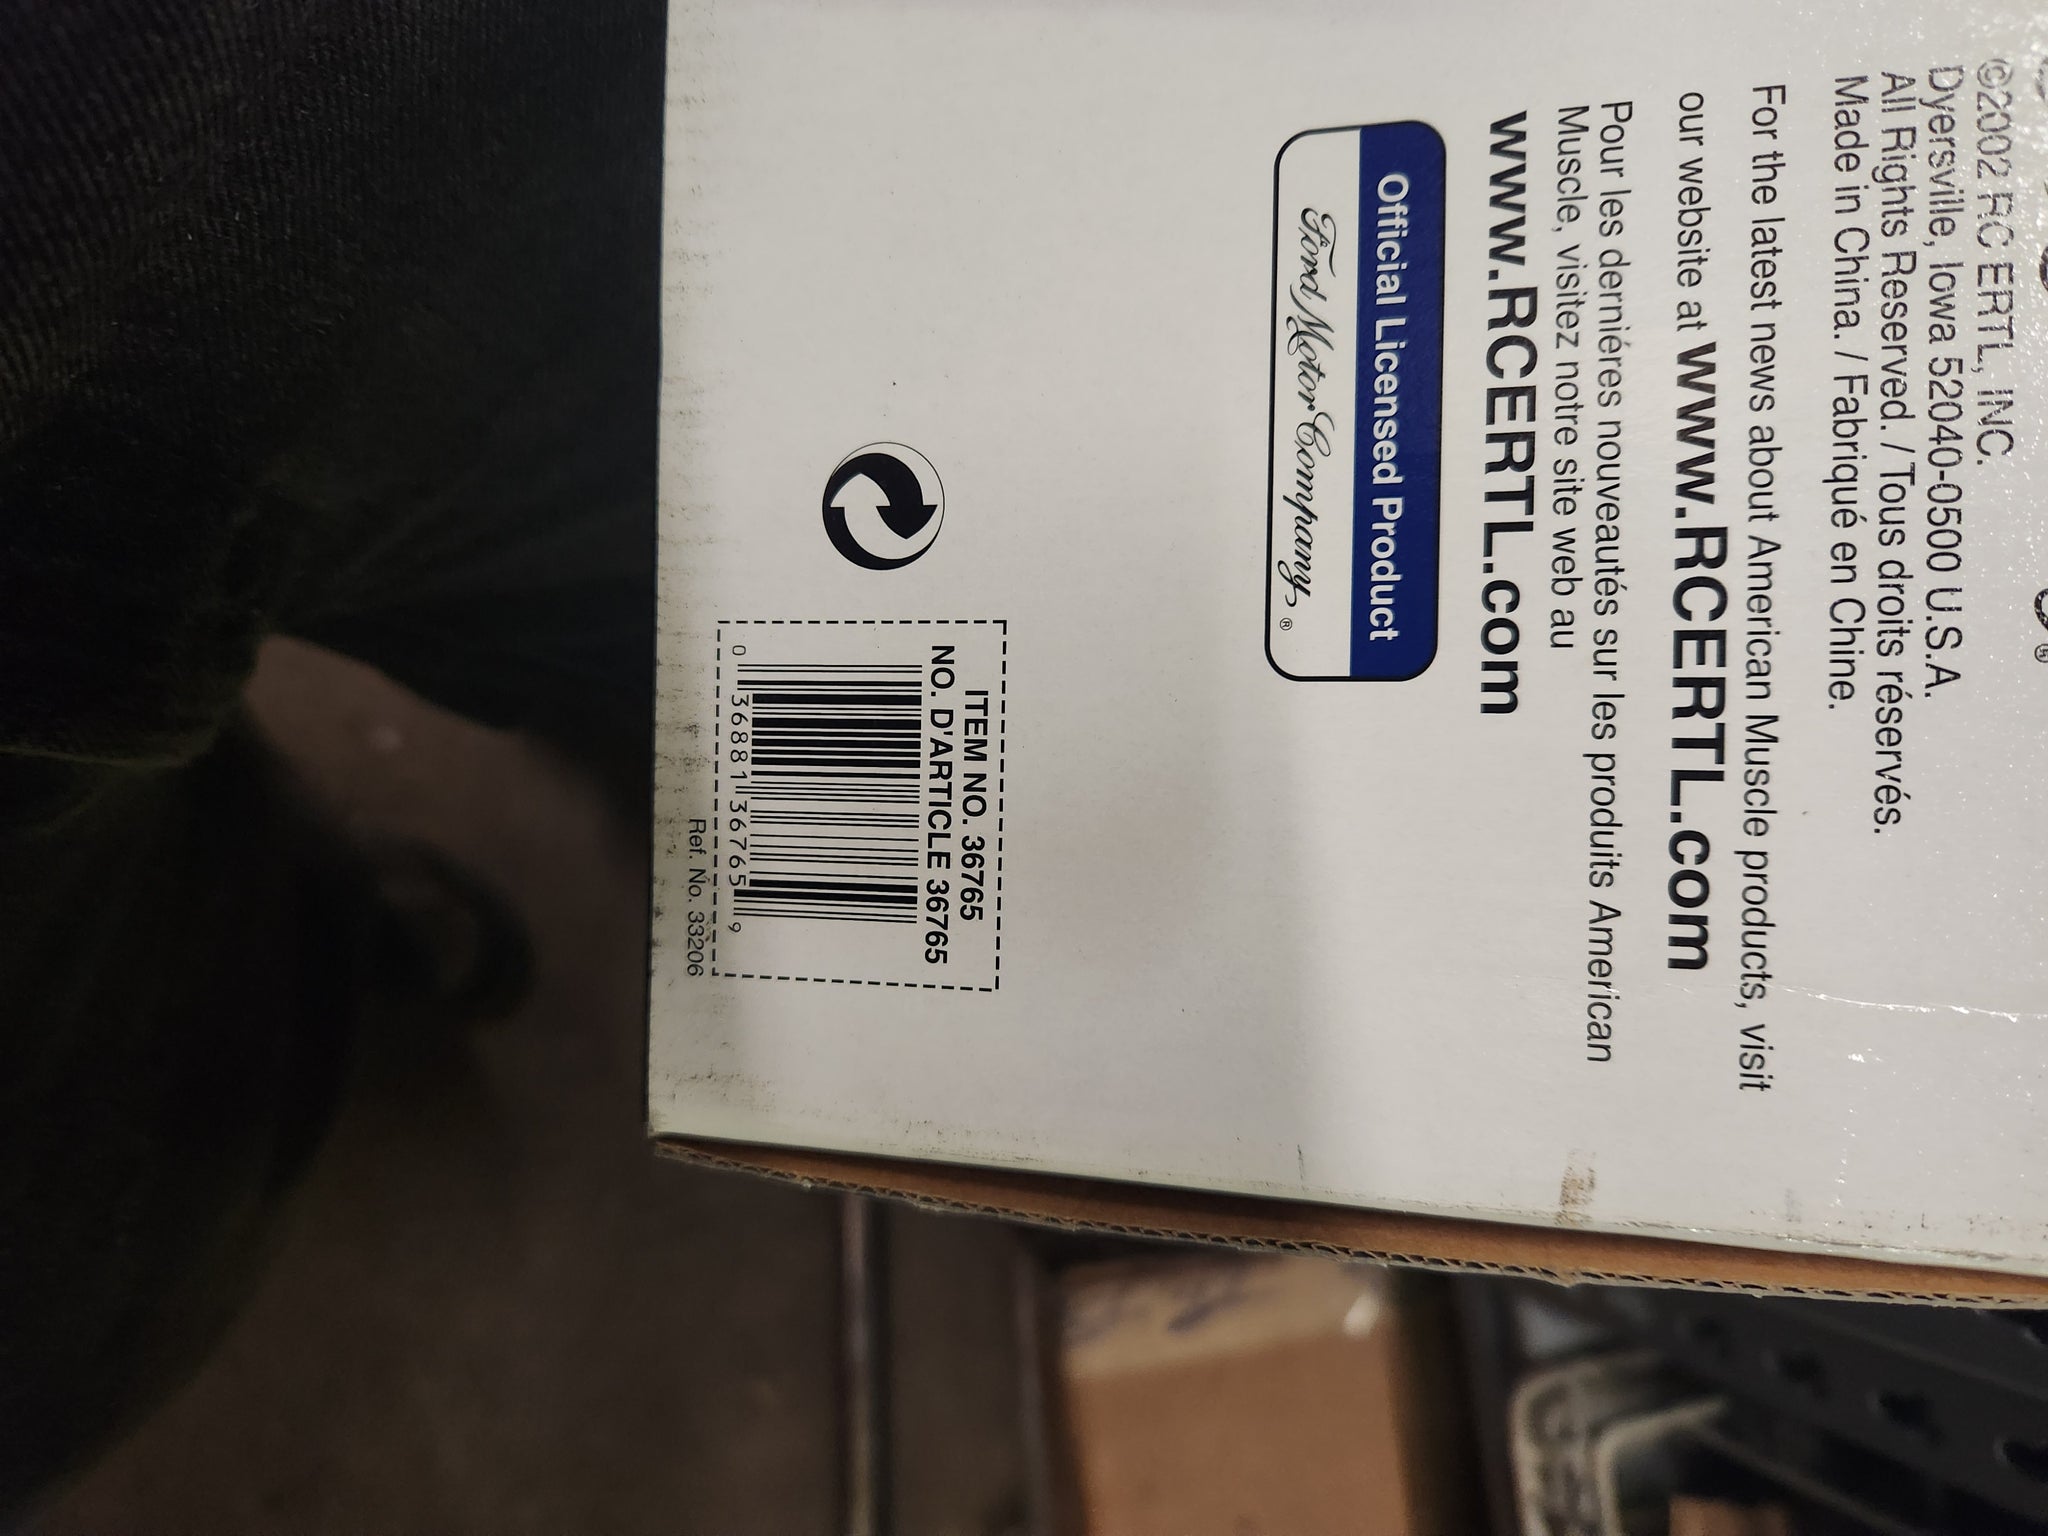 ©2002 RC ERTL, INC.
Dyersville, Iowa 52040-0500 U.S.A.
All Rights Reserved. / Tous droits réservés.
Made in China. / Fabriqué en Chine.
For the latest news about American Muscle products, visit
our website at www.RCERTL.com
Pour les derniéres nouveautés sur les produits American
Muscle, visitez notre site web au
www.RCERTL.com
Official Licensed Product
Ford Motor Company®
ITEM NO. 36765
NO. D'ARTICLE 36765
0 36881 36765 9
Ref. No. 33206